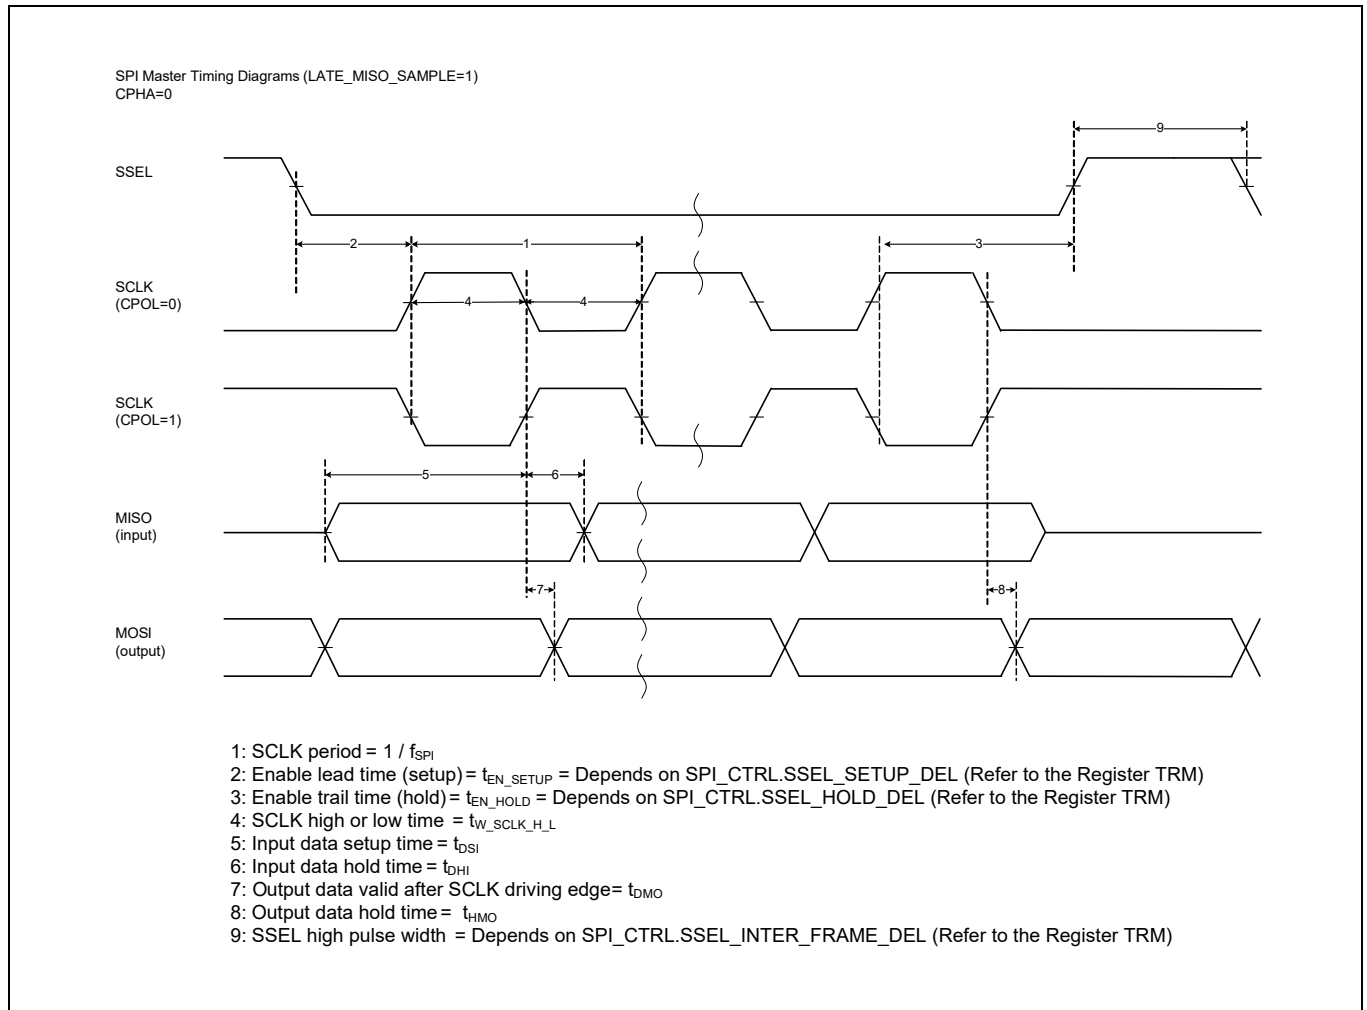 SPI Master Timing Diagrams (LATE_MISO_SAMPLE=1)
CPHA=0
9
SSEL
2
1
3
SCLK
(CPOL=0)
4
4
SCLK
(CPOL=1)
5
6
MISO
(input)
7
8
MOSI
(output)
1: SCLK period = 1 / fSPI
2: Enable lead time (setup) = tEN_SETUP = Depends on SPI_CTRL.SSEL_SETUP_DEL (Refer to the Register TRM)
3: Enable trail time (hold) = tEN_HOLD = Depends on SPI_CTRL.SSEL_HOLD_DEL (Refer to the Register TRM)
4: SCLK high or low time = tW_SCLK_H_L
5: Input data setup time = tDSI
6: Input data hold time = tDHI
7: Output data valid after SCLK driving edge= tDMO
8: Output data hold time = tHMO
9: SSEL high pulse width = Depends on SPI_CTRL.SSEL_INTER_FRAME_DEL (Refer to the Register TRM)